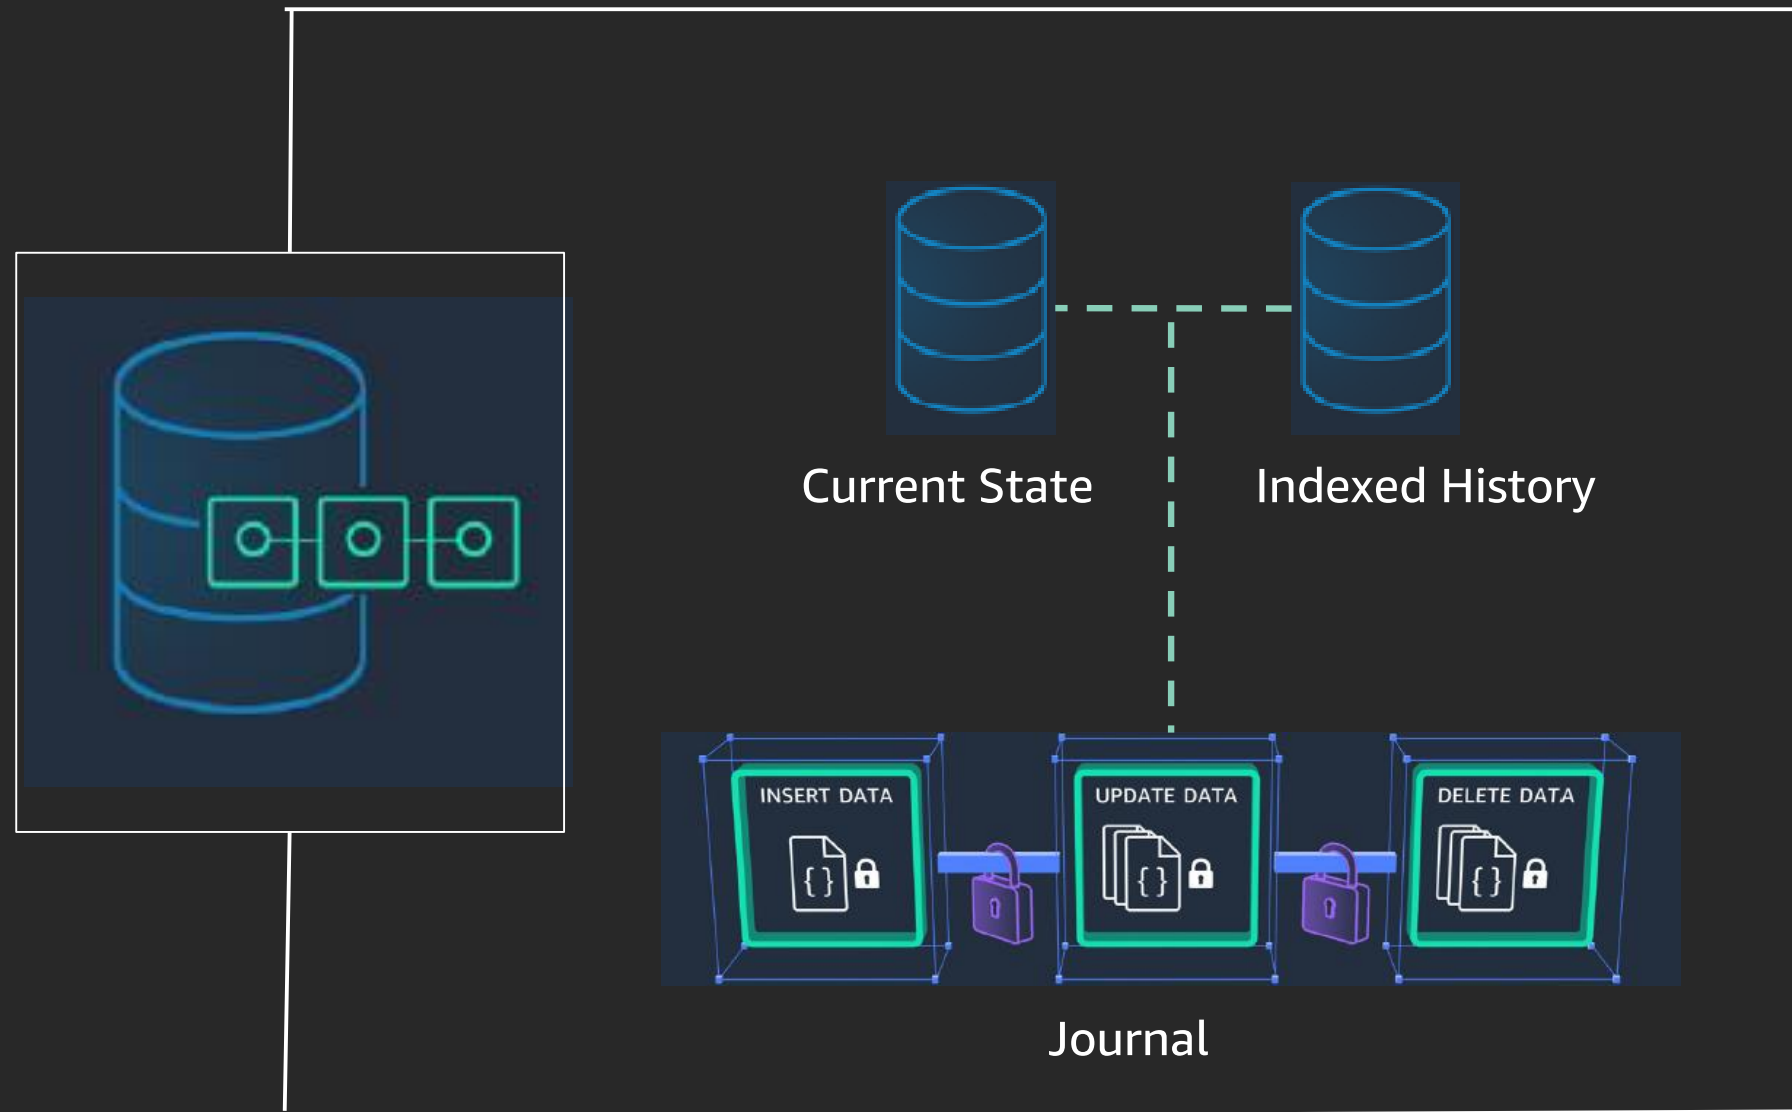 Current State
Indexed History
INSERT DATA
{}
UPDATE DATA
{}
DELETE DATA
{}
Journal